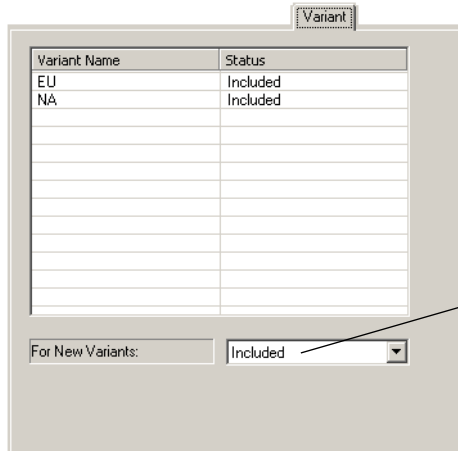 Variant
Variant Name Status
EU Included
NA Included
For New Variants: Included